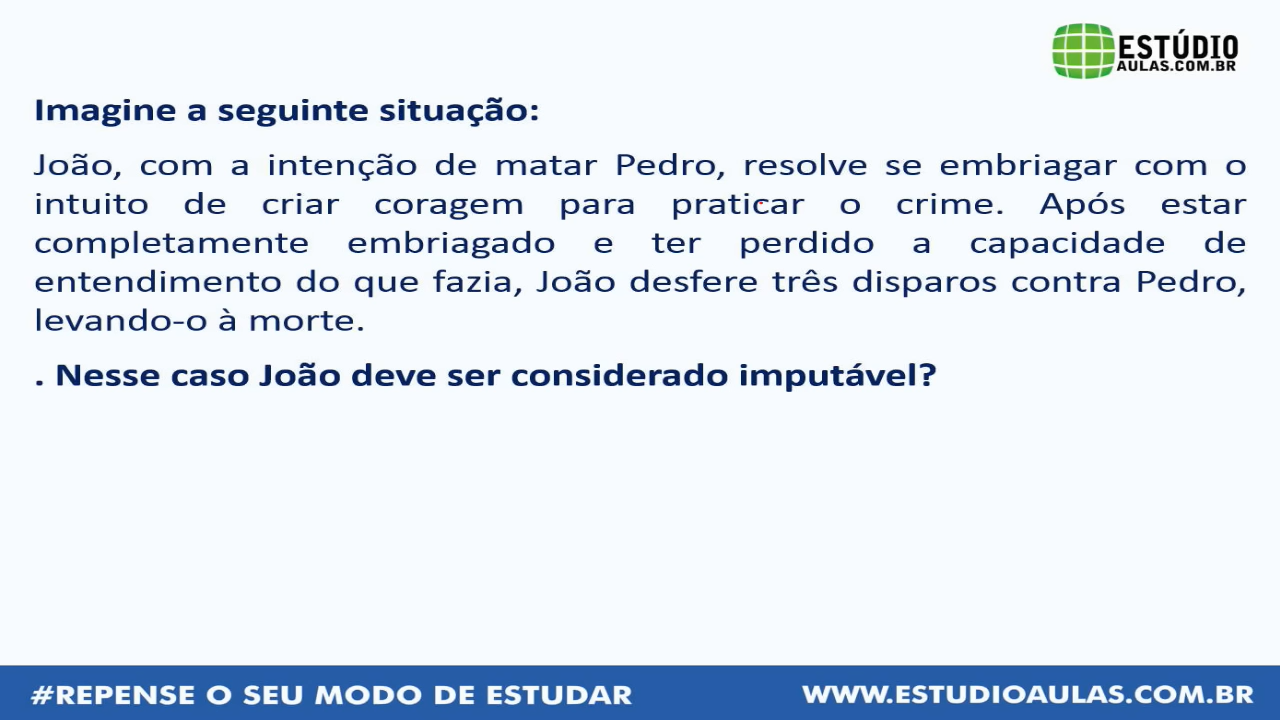 ESTÚDIO
AULAS.COM.BR
Imagine a seguinte situação:
João, com a intenção de matar Pedro, resolve se embriagar com o
intuito de criar coragem para praticar o crime. Após estar
completamente embriagado e ter perdido a capacidade de
entendimento do que fazia, João desfere três disparos contra Pedro,
levando-o à morte.
. Nesse caso João deve ser considerado imputável?
#REPENSE O SEU MODO DE ESTUDAR
WWW.ESTUDIOAULAS.COM.BR